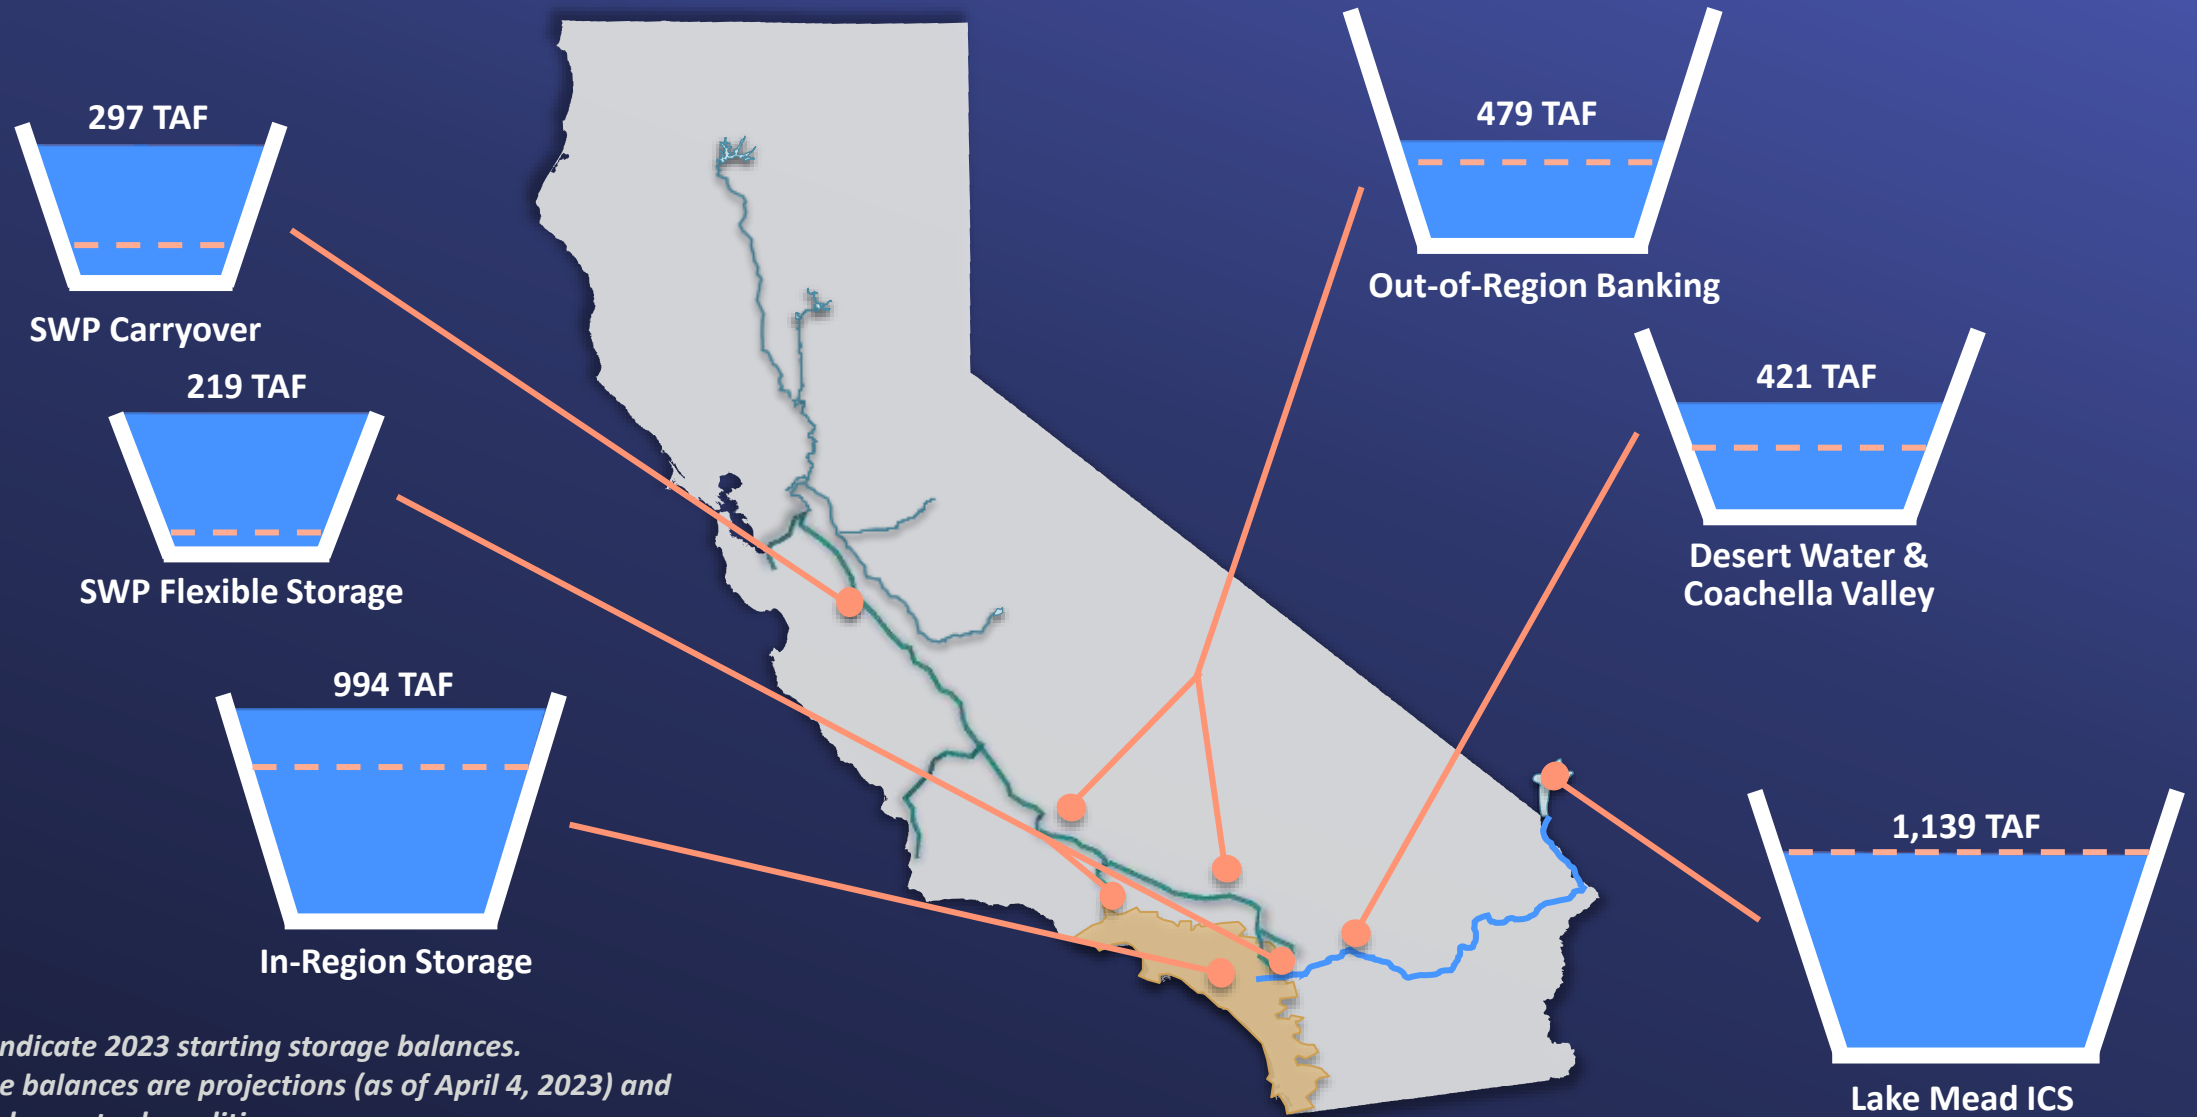 297 TAF
SWP Carryover
219 TAF
SWP Flexible Storage
994 TAF
In-Region Storage
479 TAF
Out-of-Region Banking
421 TAF
Desert Water &
Coachella Valley
1,139 TAF
Lake Mead ICS
indicate 2023 starting storage balances.
balances are projections (as of April 4, 2023) and